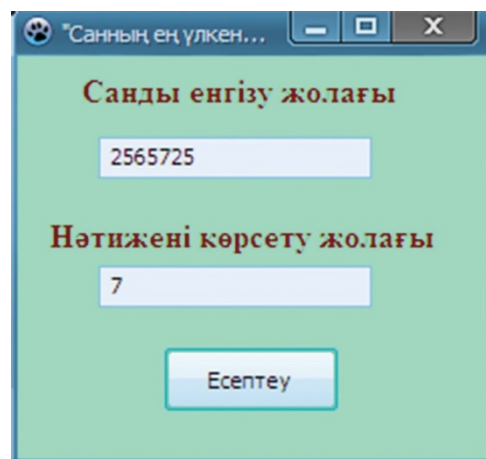 "Санның ең үлкен...
Санды енгізу жолағы
2565725
Нәтижені көрсету жолағы
7
Есептеу